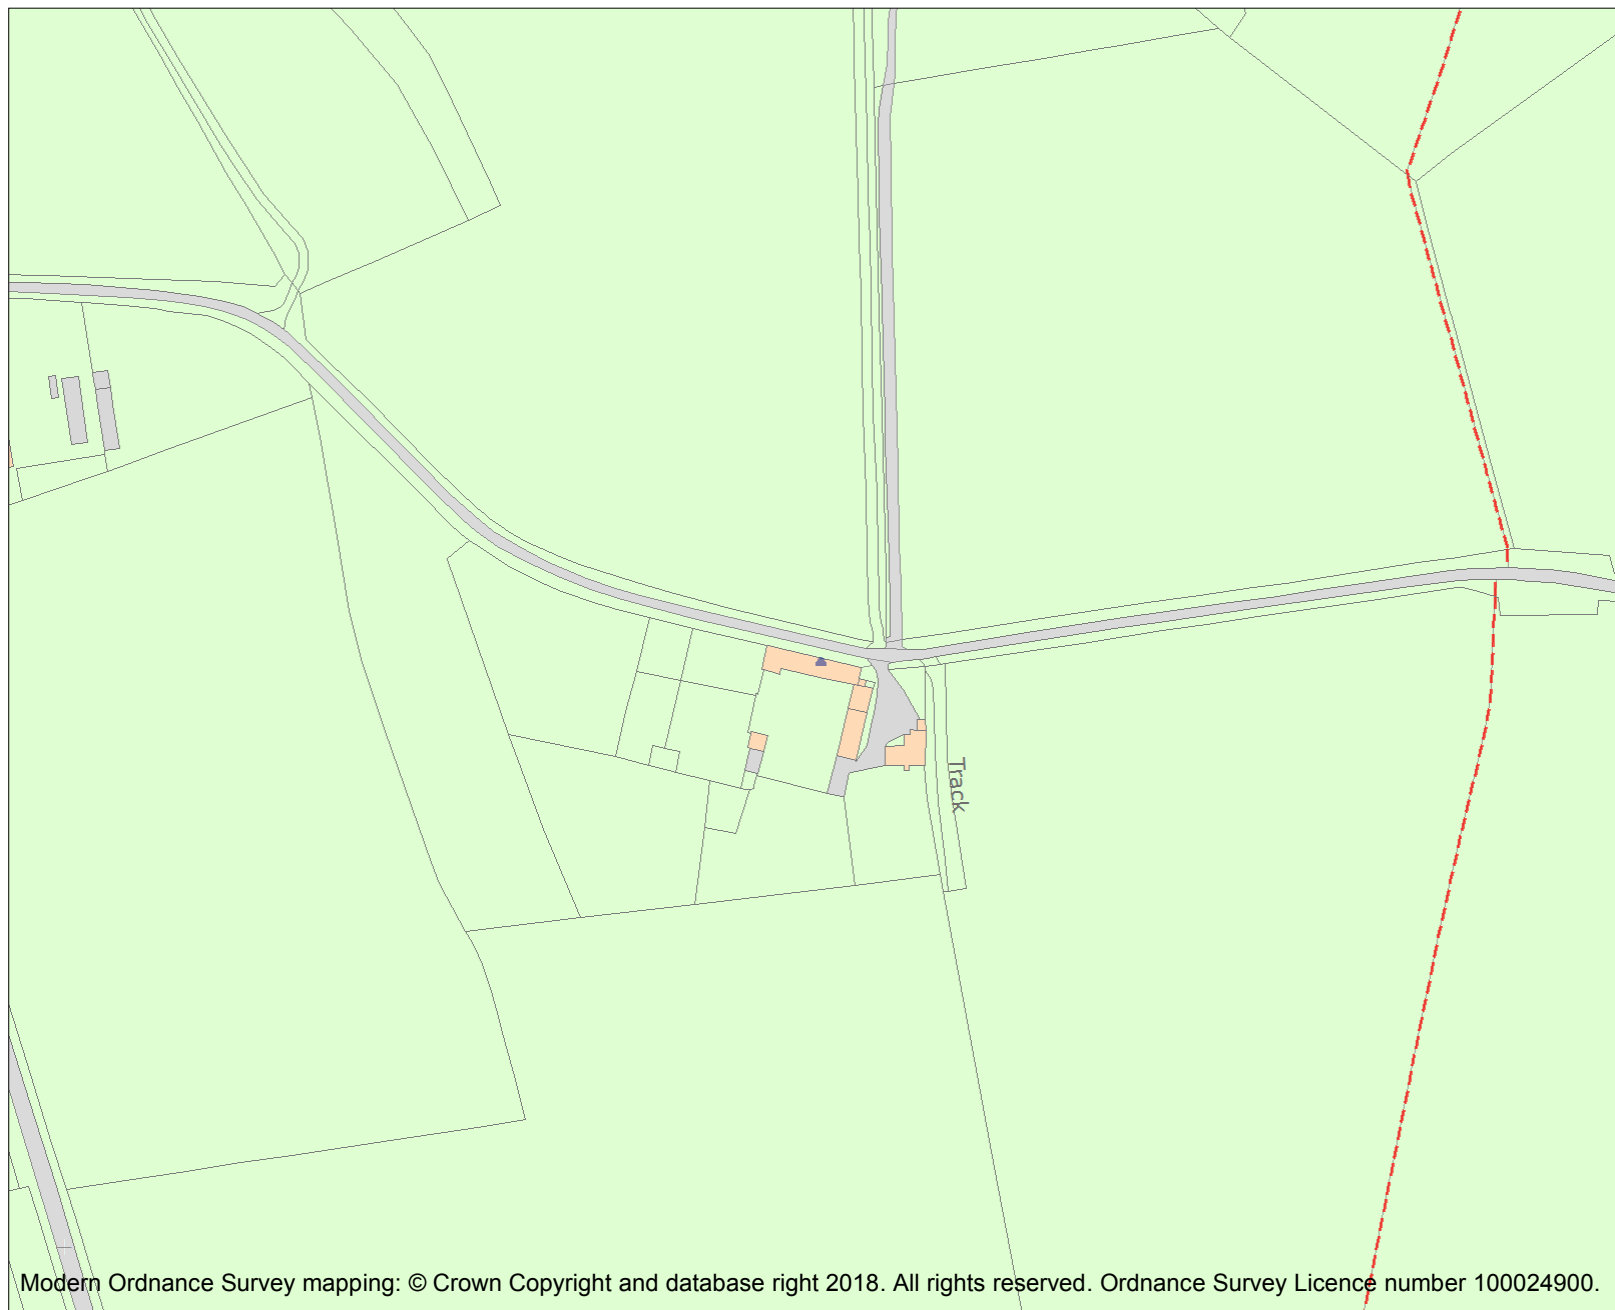 Track
Modern Ordnance Survey mapping: © Crown Copyright and database right 2018. All rights reserved. Ordnance Survey Licence number 100024900.